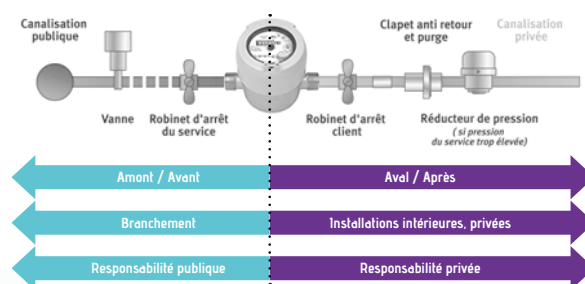 Canalisation
publique
Clapet anti retour
et purge
Canalisation
privée
Vanne
Robinet d'arrêt
du service
Robinet d'arrêt
client
Réducteur de pression
( si pression
du service trop élevée)
Amont / Avant
Aval / Après
Branchement
Installations intérieures, privées
Responsabilité publique
Responsabilité privée